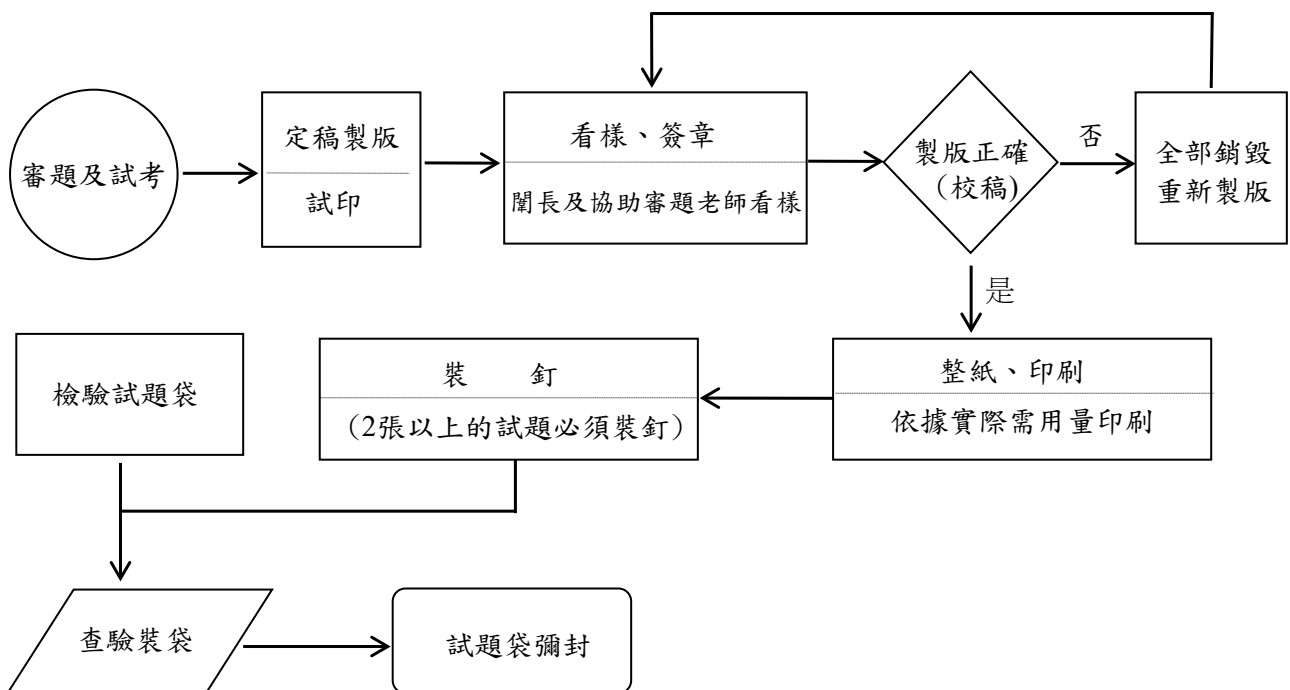 審題及試考
定稿製版
試印
看樣、簽章
闈長及協助審題老師看樣
製版正確
（校稿)
否
全部銷毀
重新製版
是
檢驗試題袋
裝　　釘
（2張以上的試題必須裝釘）
整紙、印刷
依據實際需用量印刷
查驗裝袋
試題袋彌封